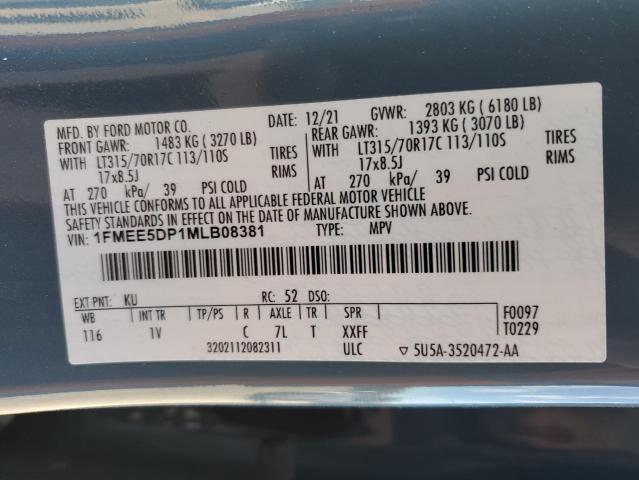 MFD. BY FORD MOTOR CO.
DATE: 12/21 GVWR: 2803 KG ( 6180 LB)
FRONT GAWR: 1483 KG ( 3270 LB) REAR GAWR: 1393 KG ( 3070 LB)
WITH LT315/70R17C 113/110S TIRES WITH LT315/70R17C 113/110S TIRES
17x8.5J RIMS 17x8.5J RIMS
AT 270 kPa/ 39 PSI COLD AT 270 kPa/ 39 PSI COLD
THIS VEHICLE CONFORMS TO ALL APPLICABLE FEDERAL MOTOR VEHICLE
SAFETY STANDARDS IN EFFECT ON THE DATE OF MANUFACTURE SHOWN ABOVE.
VIN: 1FMEE5DP1MLB08381 TYPE: MPV
EXT PNT: KU RC: 52 DSO:
WB INT TR TP/PS R AXLE TR SPR F0097
116 1V C 7L T XXFF T0229
3202112082311 ULC ▽ 5U5A-3520472-AA